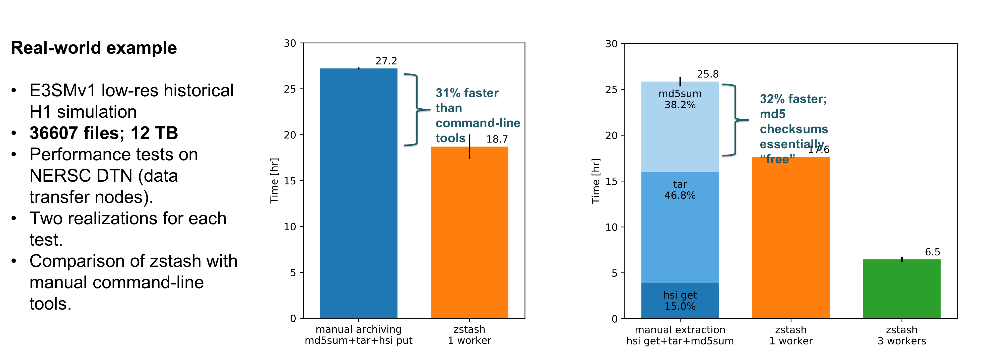 Real-world example
• E3SMv1 low-res historical
H1 simulation
• 36607 files; 12 TB
• Performance tests on
NERSC DTN (data
transfer nodes).
• Two realizations for each
test.
• Comparison of zstash with
manual command-line
tools.
30
25
20
15
10
5
0
Time [hr]
27.2
31% faster
than
command-line
tools
18.7
manual archiving
md5sum+tar+hsi put
zstash
1 worker
30
25
20
15
10
5
0
Time [hr]
25.8
md5sum
38.2%
tar
46.8%
hsi get
15.0%
32% faster;
md5
checksums
essentially
“free”
17.6
6.5
manual extraction
hsi get+tar+md5sum
zstash
1 worker
zstash
3 workers